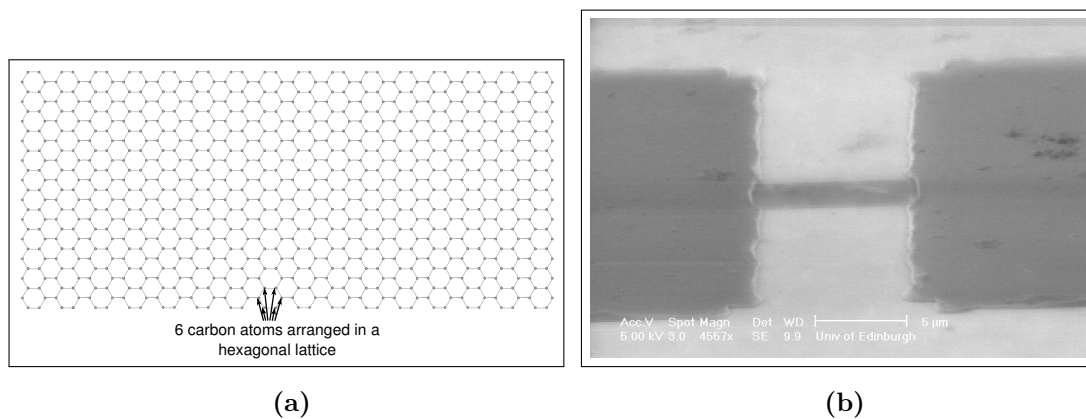 6 carbon atoms arranged in a
hexagonal lattice
(a)
Acc.V Spot Magn Det WD 5 µm
5.00 kV 3.0 4557x SE 9.9 Univ of Edinburgh
(b)